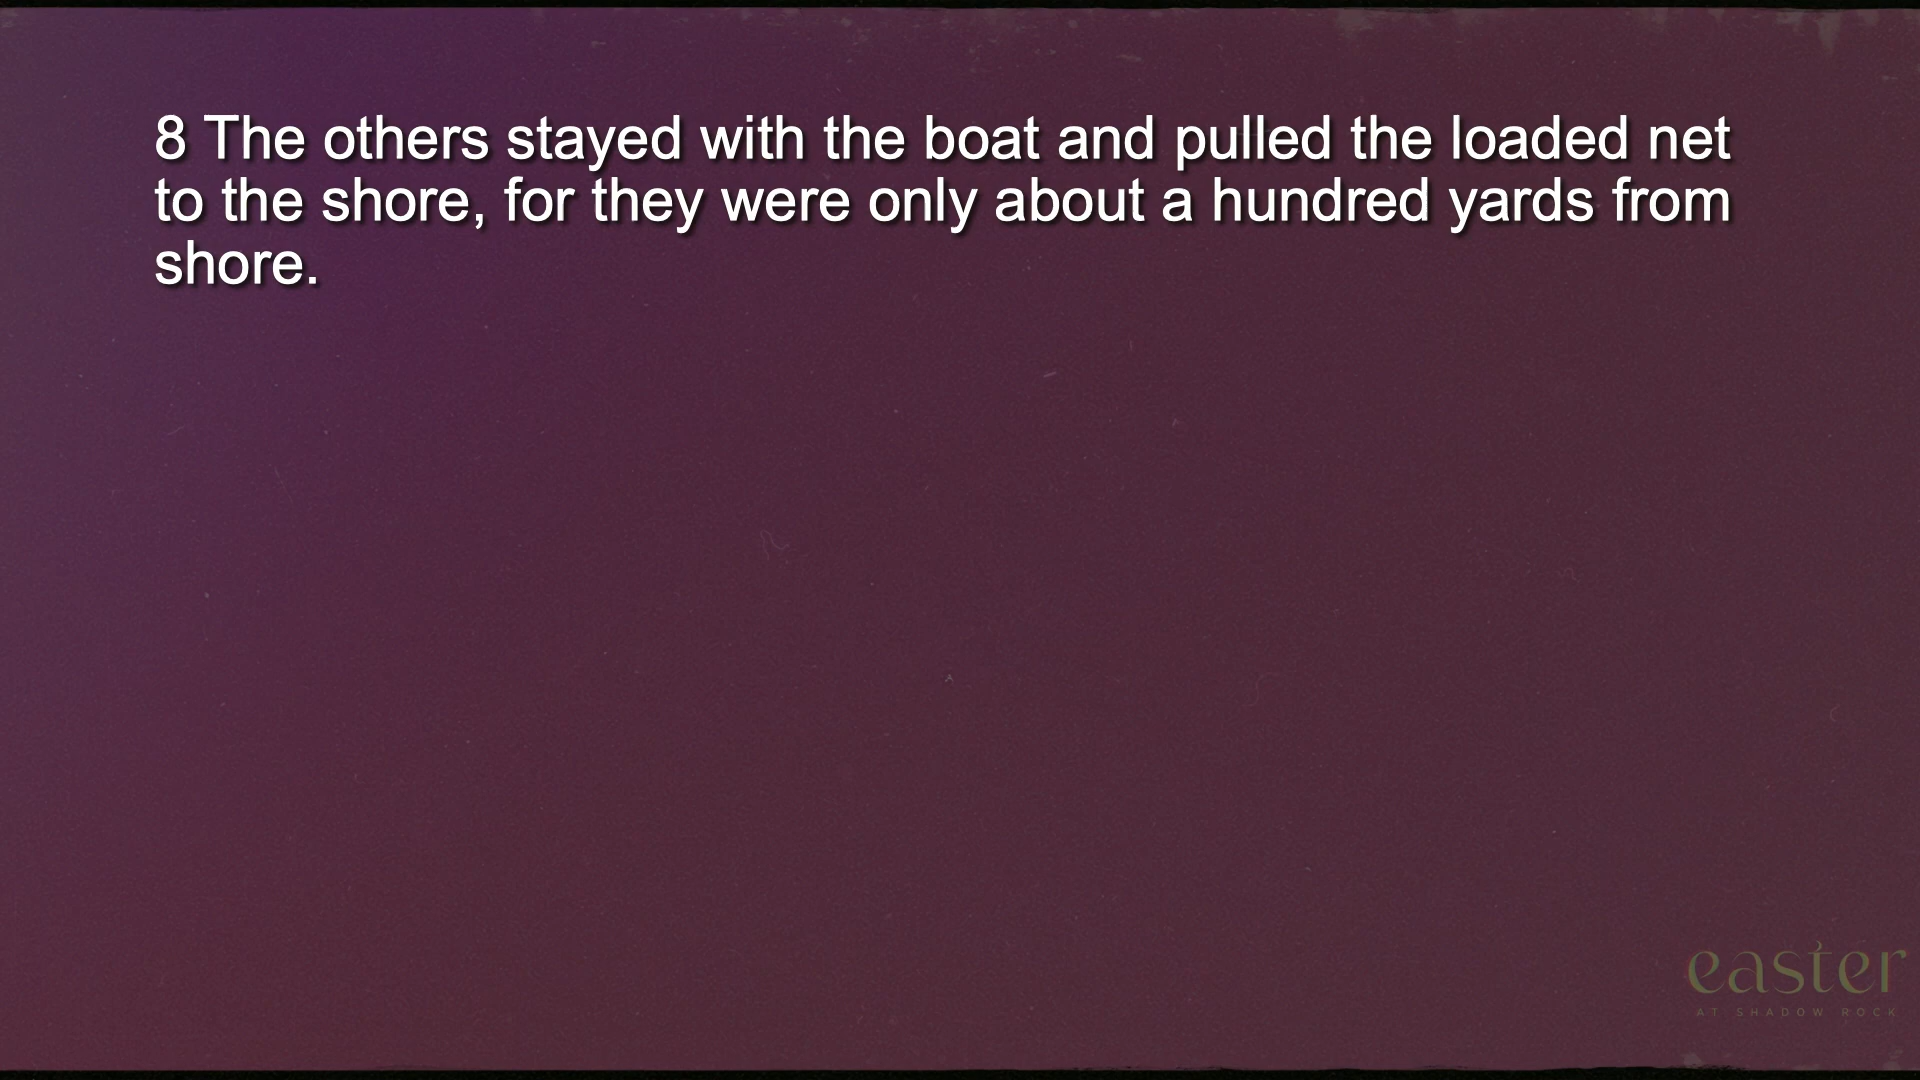 8 The others stayed with the boat and pulled the loaded net
to the shore, for they were only about a hundred yards from
shore.
easter
AT SHADOW ROCK